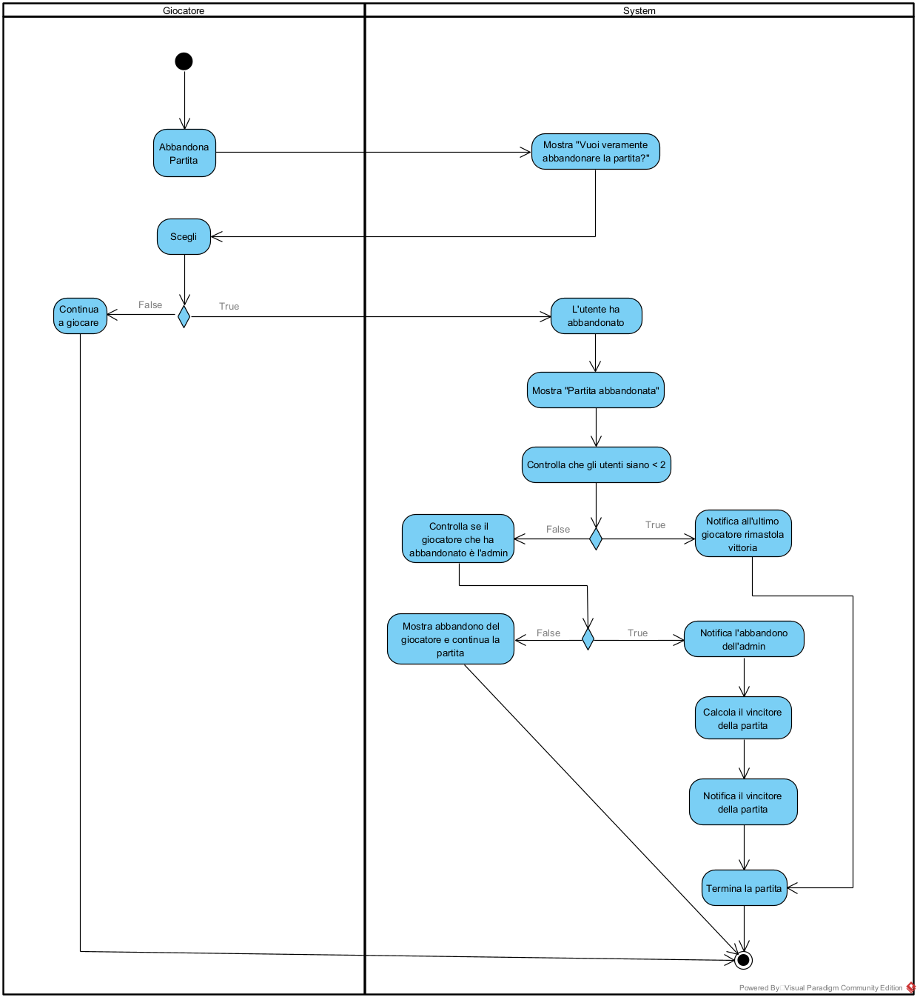 Giocatore
System
Abbandona
Partita
Mostra "Vuoi veramente
abbandonare la partita?"
Scegli
False
True
Continua
a giocare
L'utente ha
abbandonato
Mostra "Partita abbandonata"
Controlla che gli utenti siano < 2
Controlla se il
giocatore che ha
abbandonato è l'admin
False
True
Notifica all'ultimo
giocatore rimastola
vittoria
Mostra abbandono del
giocatore e continua la
partita
False
True
Notifica l'abbandono
dell'admin
Calcola il vincitore
della partita
Notifica il vincitore
della partita
Termina la partita
Powered By Visual Paradigm Community Edition